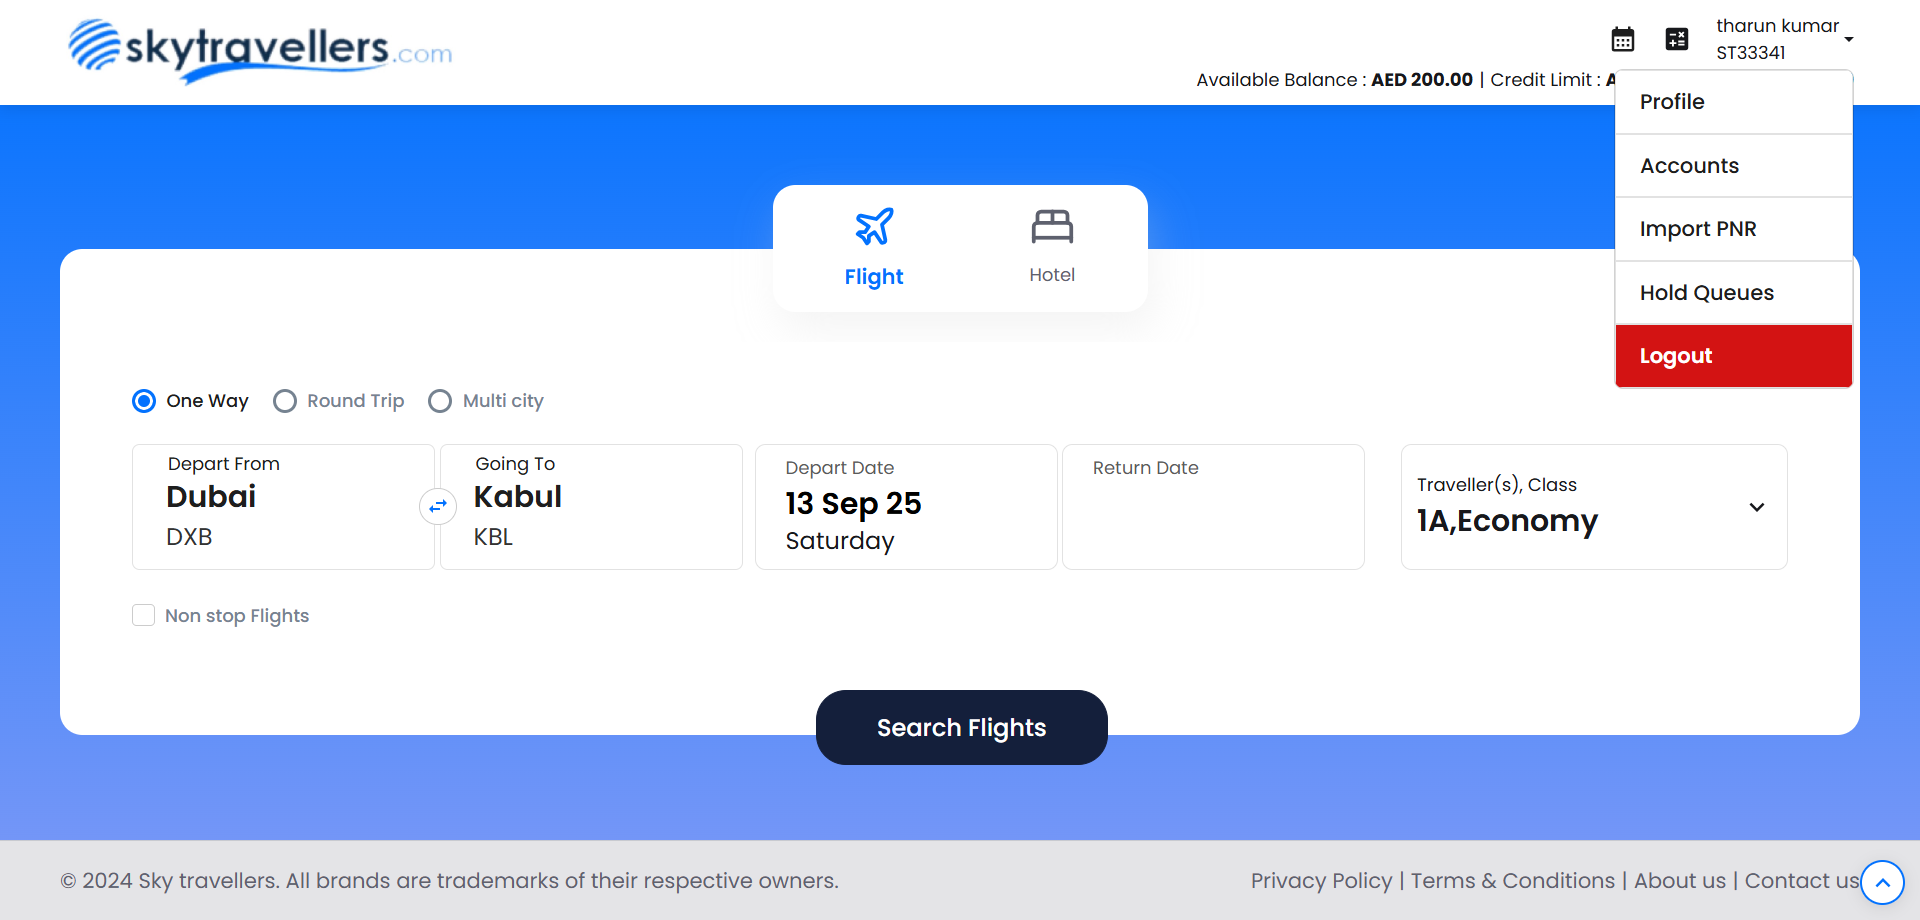 skytravellers.com
tharun kumar
ST33341
Available Balance : AED 200.00 | Credit Limit :
Profile
Accounts
Import PNR
Hold Queues
Logout
Flight
Hotel
One Way
Round Trip
Multi city
Depart From
Dubai
DXB
Going To
Kabul
KBL
Depart Date
13 Sep 25
Saturday
Return Date
Traveller(s), Class
1A,Economy
Non stop Flights
Search Flights
© 2024 Sky travellers. All brands are trademarks of their respective owners.
Privacy Policy | Terms & Conditions | About us | Contact us